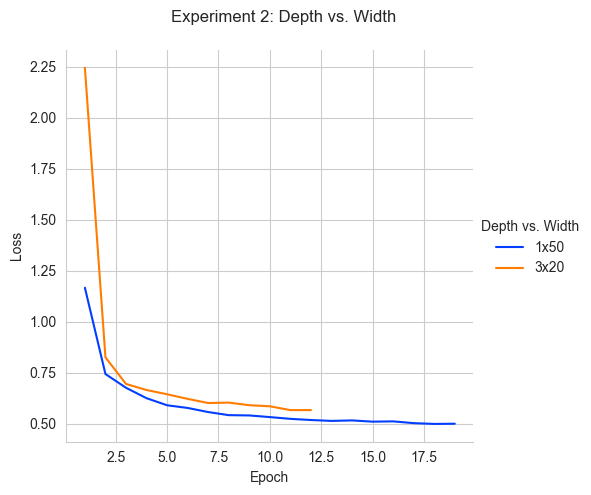 Experiment 2: Depth vs. Width
2.25
2.00
1.75
1.50
1.25
1.00
0.75
0.50
Loss
2.5 5.0 7.5 10.0 12.5 15.0 17.5
Epoch
Depth vs. Width
1x50
3x20